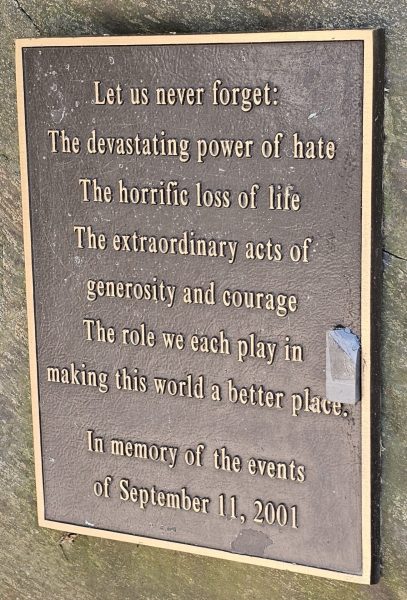 Let us never forget:
The devastating power of hate
The horrific loss of life
The extraordinary acts of
generosity and courage
The role we each play in
making this world a better place.
In memory of the events
of September 11, 2001